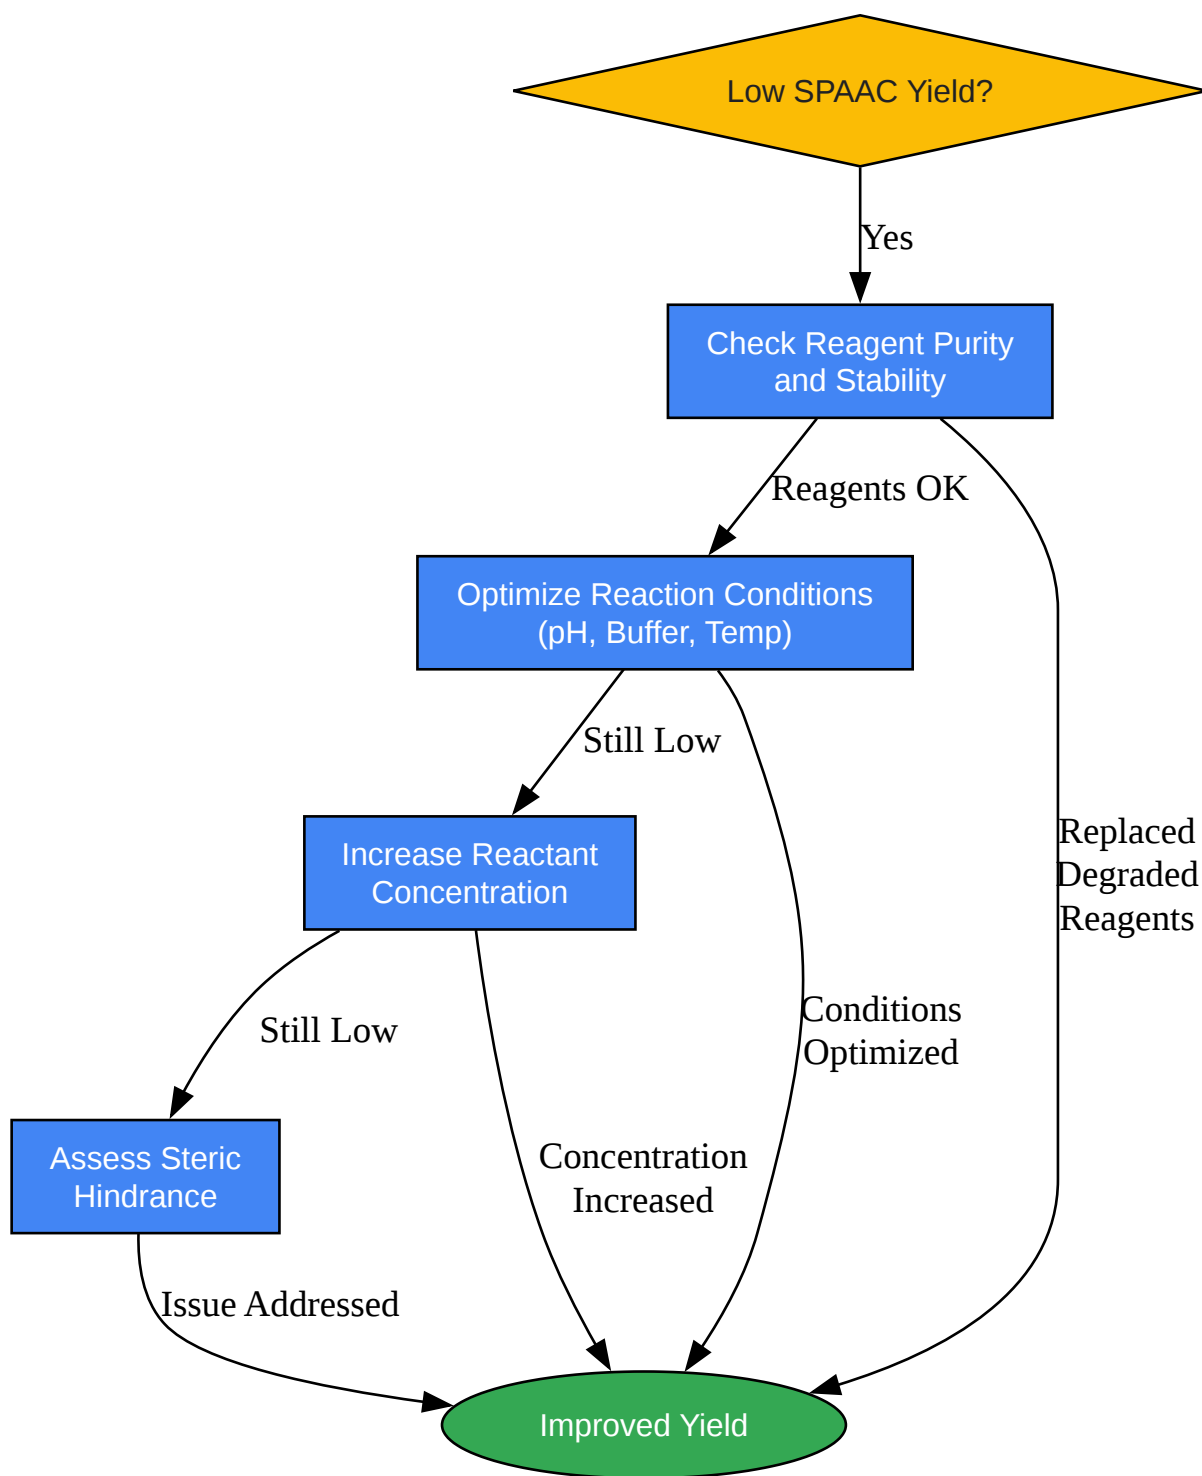 Low SPAAC Yield?
Yes
Check Reagent Purity
and Stability
Reagents OK
Optimize Reaction Conditions
(pH, Buffer, Temp)
Still Low
Increase Reactant
Concentration
Replaced
Degraded
Reagents
Conditions
Optimized
Still Low
Concentration
Increased
Assess Steric
Hindrance
Issue Addressed
Improved Yield